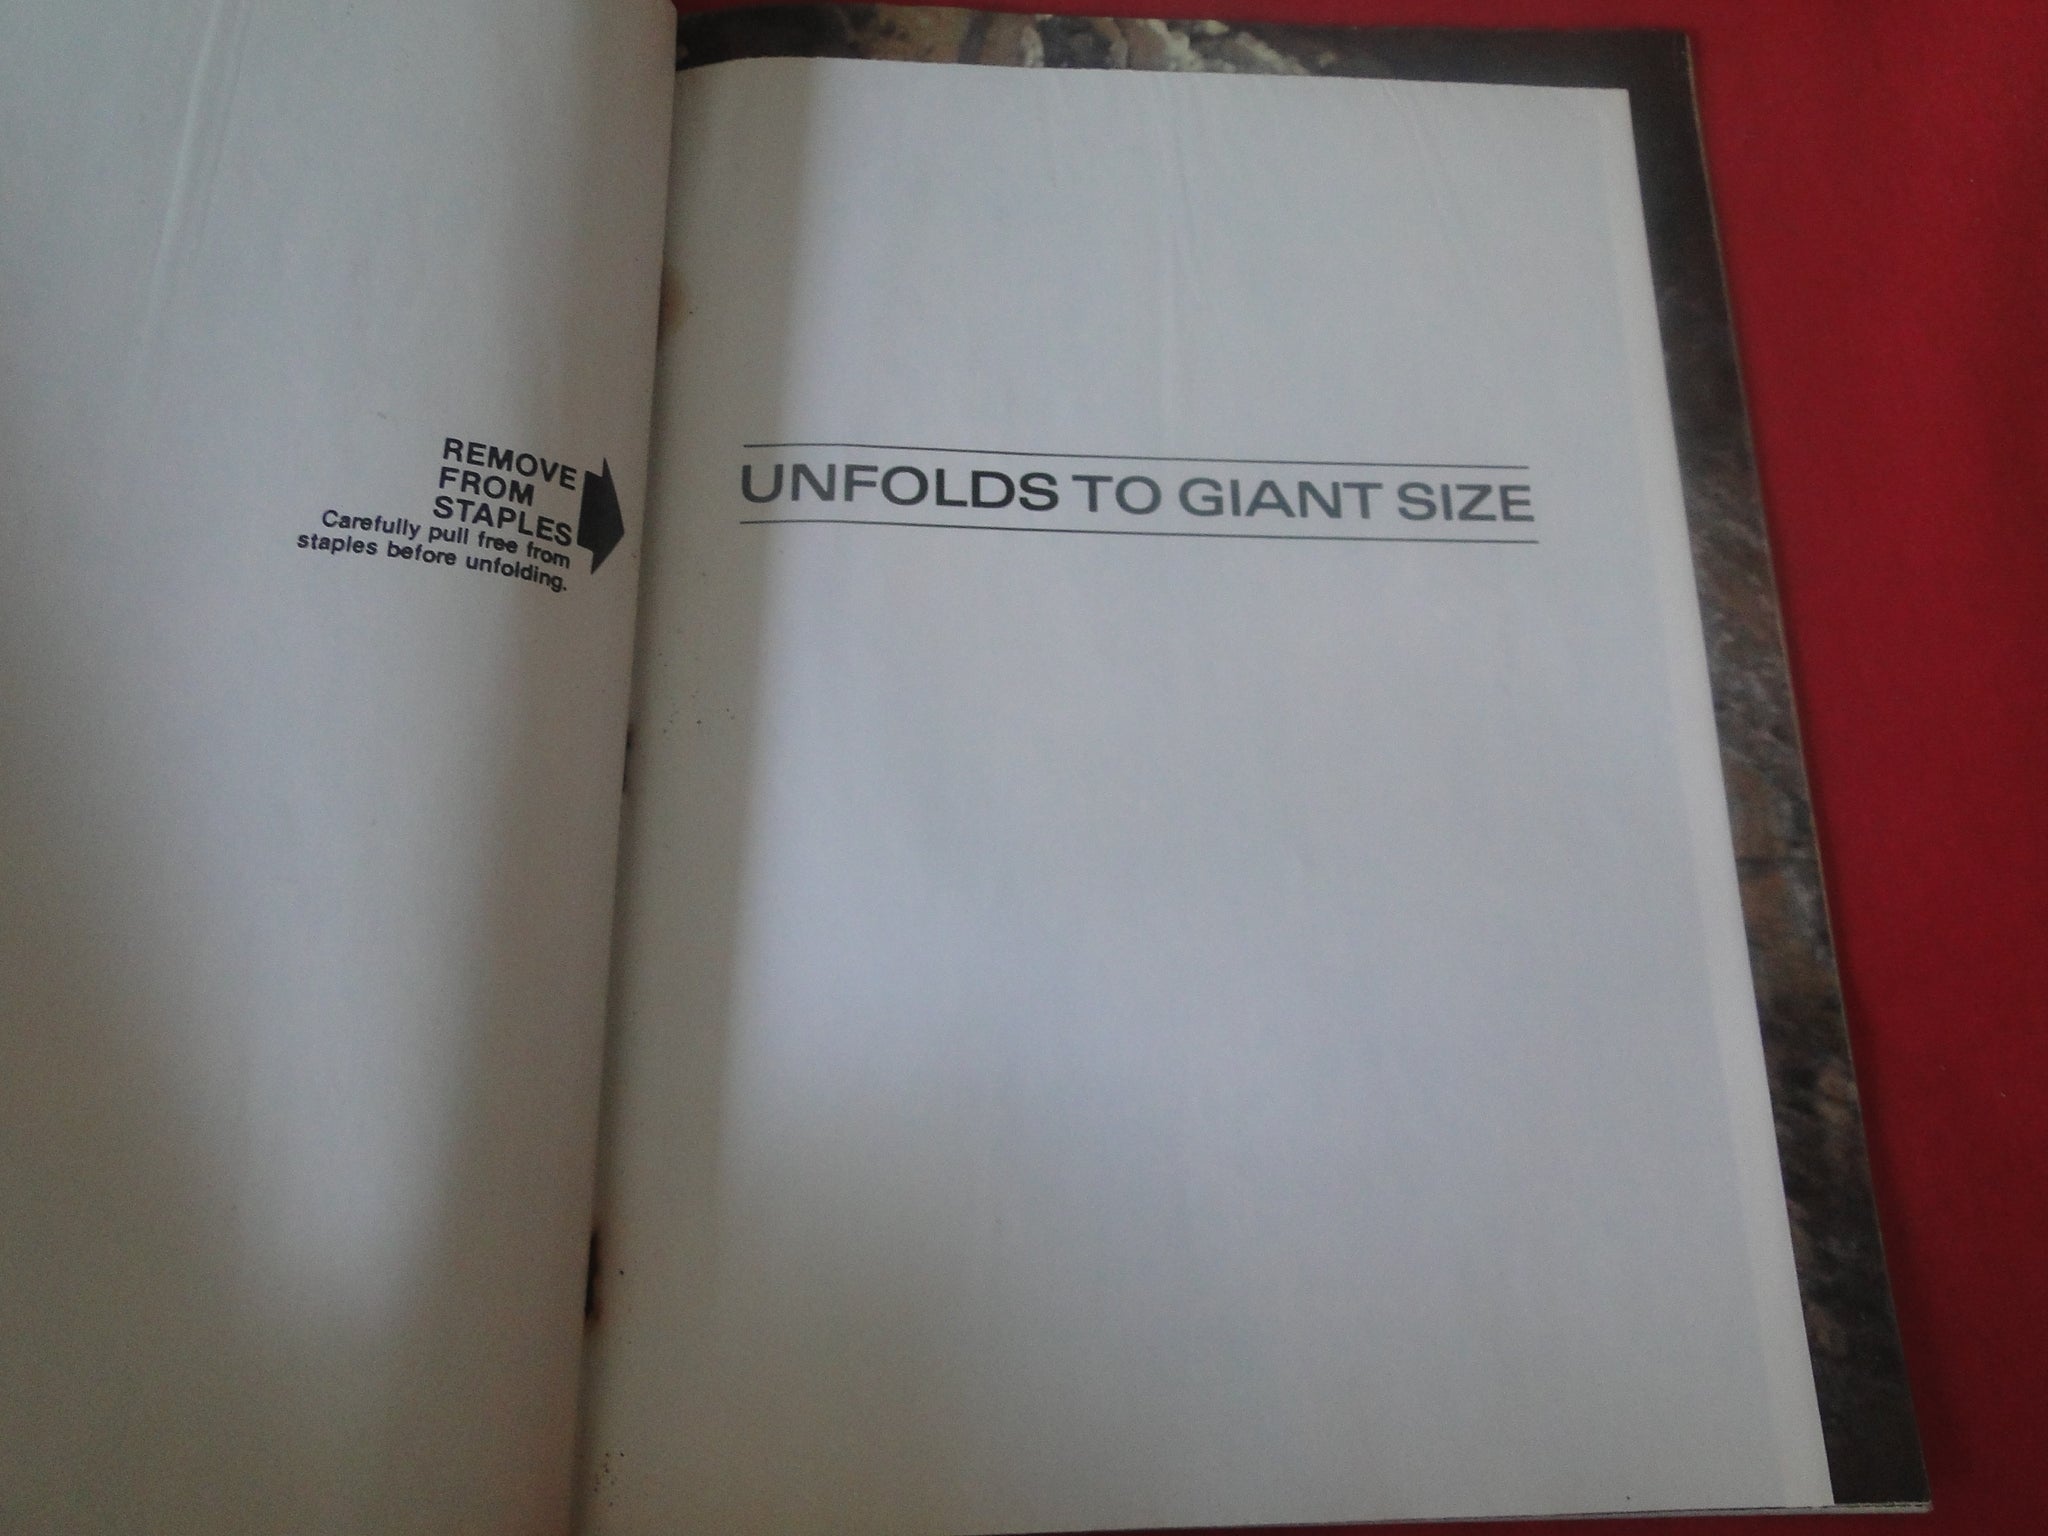 REMOVE
FROM
STAPLES
Carefully pull free from
staples before unfolding.
UNFOLDS TO GIANT SIZE